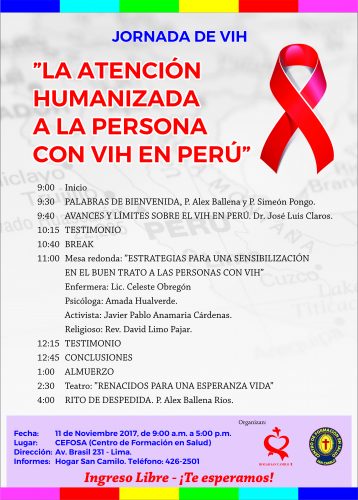 JORNADA DE VIH
"LA ATENCIÓN
HUMANIZADA
A LA PERSONA
CON VIH EN PERÚ"
9:00 Inicio
9:30 PALABRAS DE BIENVENIDA, P. Alex Ballena y P. Simeón Pongo.
9:40 AVANCES Y LÍMITES SOBRE EL VIH EN PERÚ. Dr. José Luis Claros.
10:15 TESTIMONIO
10:40 BREAK
11:00 Mesa redonda: "ESTRATEGIAS PARA UNA SENSIBILIZACIÓN
EN EL BUEN TRATO A LAS PERSONAS CON VIH"
Enfermera: Lic. Celeste Obregón
Psicóloga: Amada Hualverde.
Activista: Javier Pablo Anamaria Cárdenas.
Religioso: Rev. David Limo Pajar.
12:15 TESTIMONIO
12:45 CONCLUSIONES
1:00 ALMUERZO
2:30 Teatro: "RENACIDOS PARA UNA ESPERANZA VIDA"
4:00 RITO DE DESPEDIDA. P. Alex Ballena Rios.
Organizan:
Fecha: 11 de Noviembre 2017, de 9:00 a.m. a 5:00 p.m.
Lugar: CEFOSA (Centro de Formación en Salud)
Dirección: Av. Brasil 231 - Lima.
Informes: Hogar San Camilo. Teléfono: 426-2501
HOGAR SAN CAMILO
Ingreso Libre - ¡Te esperamos!
PERU
Cuzco